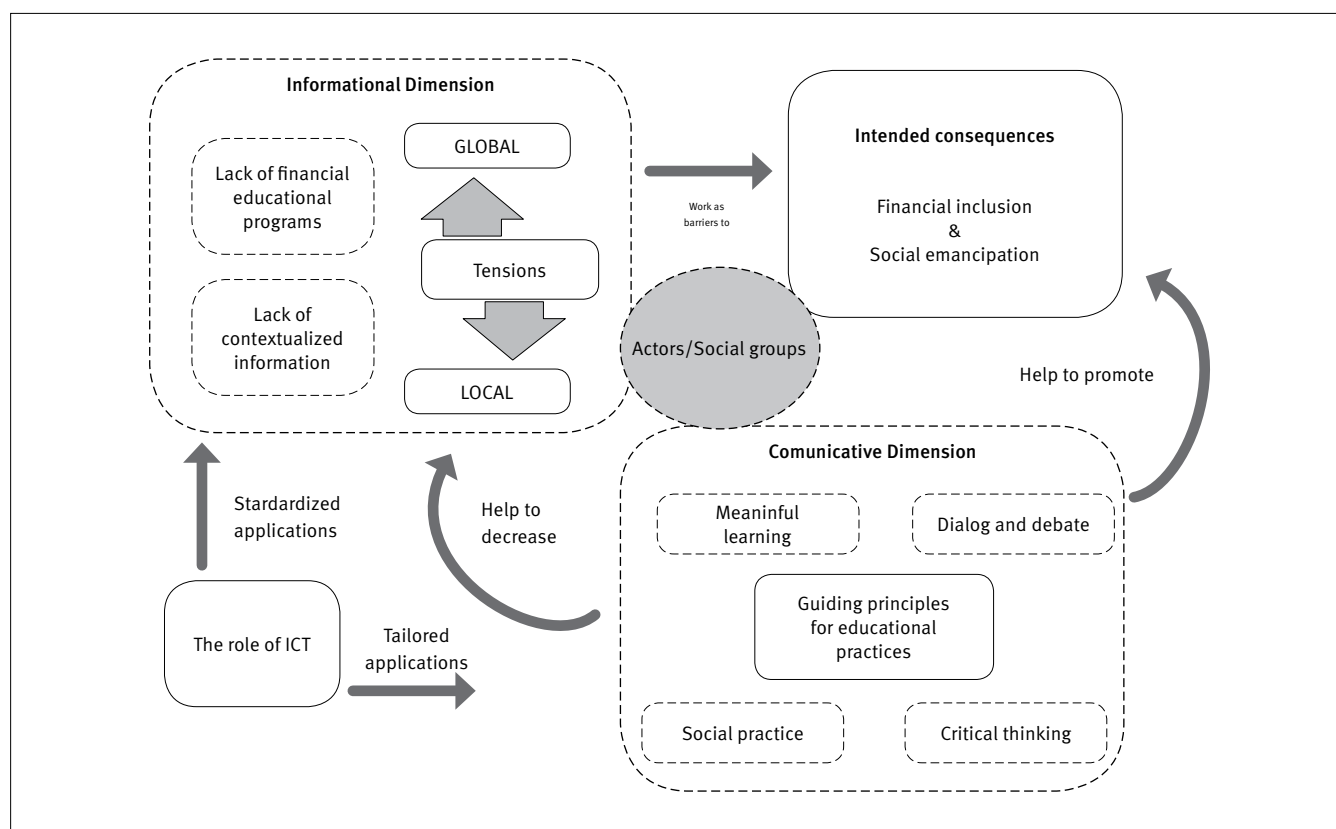 Informational Dimension
Lack of financial
educational
programs
Lack of
contextualized
information
GLOBAL
Tensions
LOCAL
Work as
barriers to
Intended consequences
Financial inclusion
&
Social emancipation
Actors/Social groups
Help to promote
Stardardized
applications
Help to
decrease
The role of ICT
Tailored
applications
Comunicative Dimension
Meaninful
learning
Dialog and debate
Guiding principles
for educational
practices
Social practice
Critical thinking